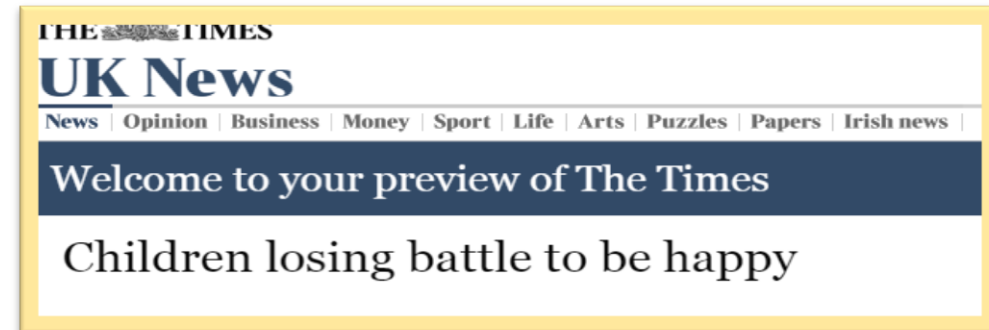 THE TIMES
UK News
News | Opinion | Business | Money | Sport | Life | Arts | Puzzles | Papers | Irish news |
Welcome to your preview of The Times
Children losing battle to be happy